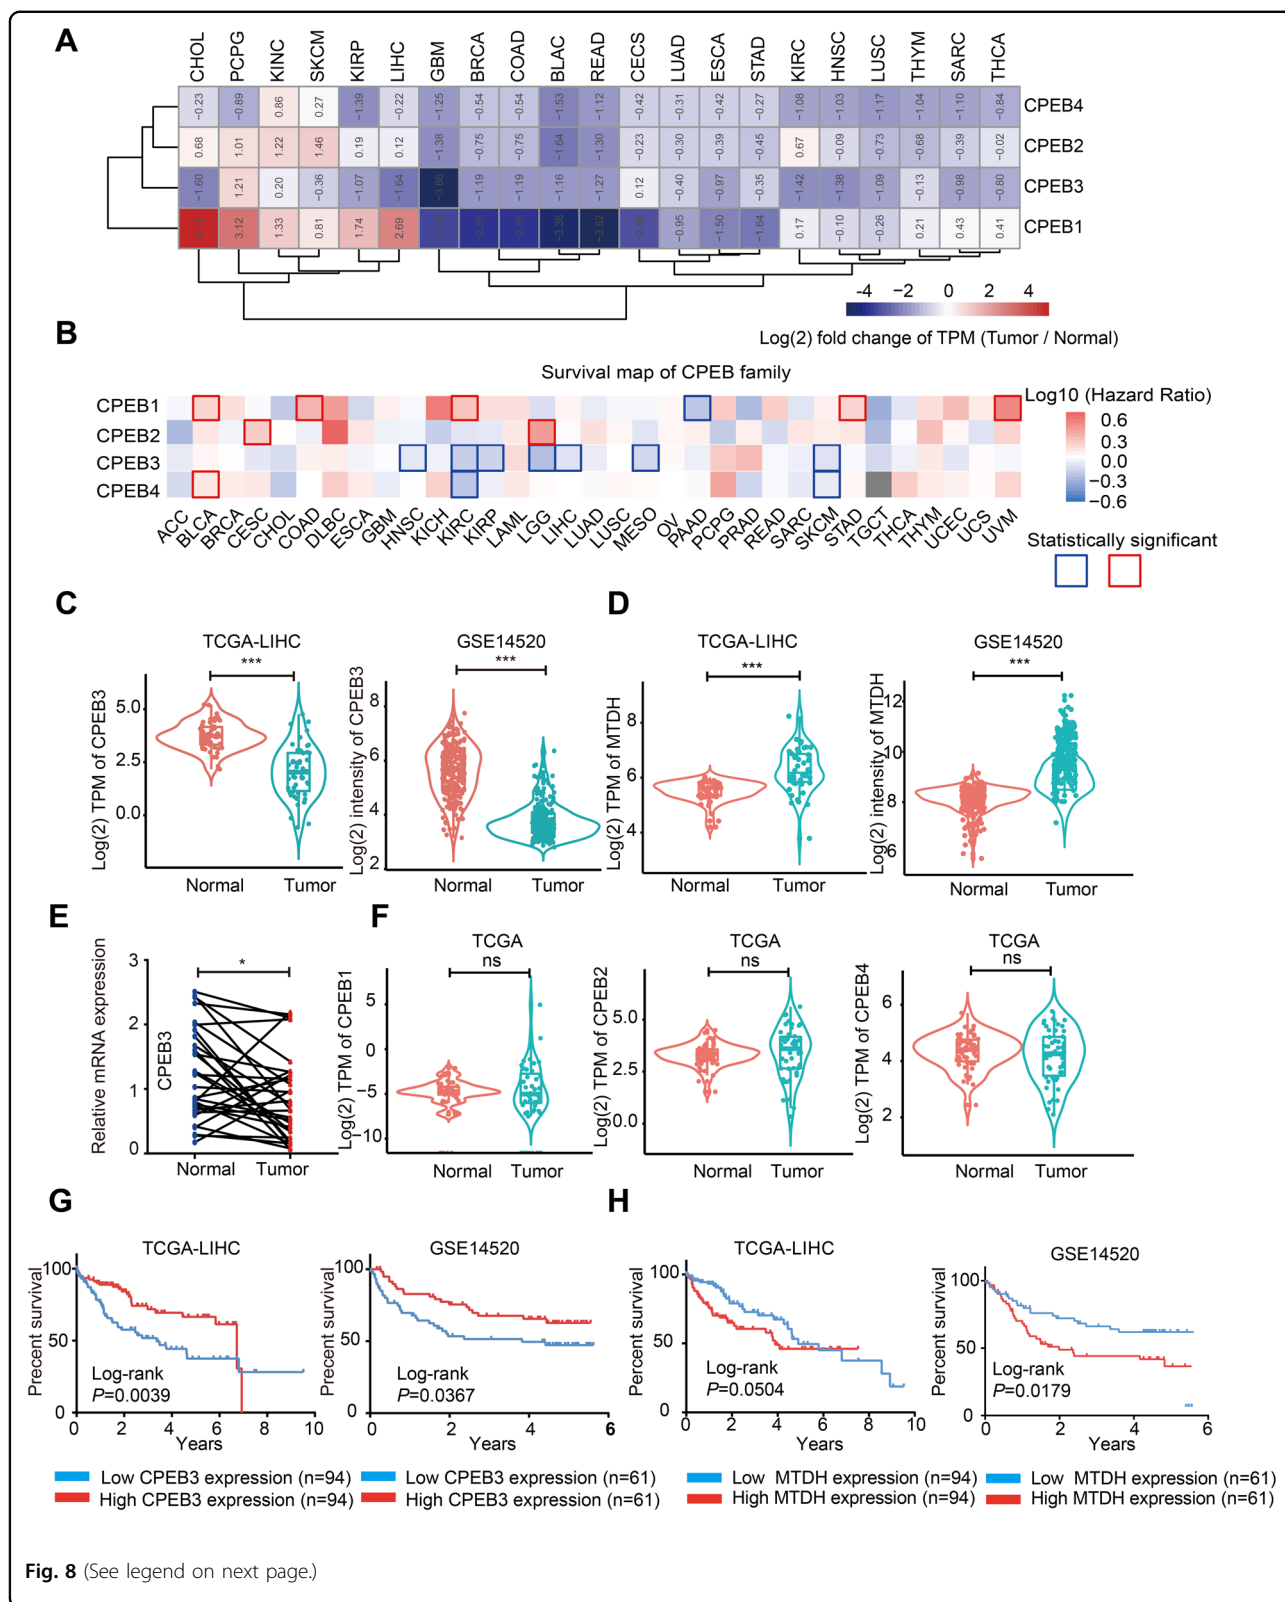 A
CHOL PCPG KINC SKCM KIRP LIHC GBM BRCA COAD BLAC READ CECS LUAD ESCA STAD KIRC HNSC LUSC THYM SARC THCA
−0.23 −0.89 0.86 0.27 −1.39 −0.22 −1.25 −0.54 −0.54 −1.53 −1.12 −0.42 −0.31 −0.42 −0.27 −1.08 −1.03 −1.17 −1.04 −1.10 −0.84 CPEB4
0.68 1.01 1.22 1.46 0.19 0.12 −1.38 −0.75 −0.75 −1.64 −1.30 −0.23 −0.30 −0.39 −0.45 0.67 −0.09 −0.73 −0.68 −0.39 −0.02 CPEB2
−1.60 1.21 0.20 −0.36 −1.07 −1.64 −3.86 −1.19 −1.19 −1.16 −1.27 0.12 −0.40 −0.97 −0.35 −1.42 −1.38 −1.09 −0.13 −0.98 −0.80 CPEB3
3.12 1.33 0.81 1.74 2.69 −2.98 −2.98 −3.36 −3.82 −0.95 −1.50 −1.64 0.17 −0.10 −0.26 0.21 0.43 0.41 CPEB1
−4 −2 0 2 4
Log(2) fold change of TPM (Tumor / Normal)
B
Survival map of CPEB family
CPEB1
CPEB2
CPEB3
CPEB4
Log10 (Hazard Ratio)
0.6
0.3
0.0
−0.3
−0.6
ACC BLCA BRCA CESC CHOL COAD DLBC ESCA GBM HNSC KICH KIRC KIRP LAML LGG LIHC LUAD LUSC MESO OV PAAD PCPG PRAD READ SARC SKCM STAD TGCT THCA THYM UCEC UCS UVM
Statistically significant
C
TCGA-LIHC
***
Log(2) TPM of CPEB3
5.0
2.5
0.0
Normal Tumor
GSE14520
***
Log(2) intensity of CPEB3
8
6
4
2
Normal Tumor
D
TCGA-LIHC
***
Log(2) TPM of MTDH
8
6
4
Normal Tumor
GSE14520
***
Log(2) intensity of MTDH
12
10
8
6
Normal Tumor
E
Relative mRNA expression
CPEB3
*
3
2
1
0
Normal Tumor
F
TCGA
ns
Log(2) TPM of CPEB1
5
0
−5
−10
Normal Tumor
TCGA
ns
Log(2) TPM of CPEB2
5.0
2.5
0.0
Normal Tumor
TCGA
ns
Log(2) TPM of CPEB4
6
4
2
Normal Tumor
G
TCGA-LIHC
Percent survival
100
50
0
Log-rank
P=0.0039
0 2 4 6 8 10
Years
Low CPEB3 expression (n=94)
High CPEB3 expression (n=94)
GSE14520
Percent survival
100
50
0
Log-rank
P=0.0367
0 2 4 6
Years
Low CPEB3 expression (n=61)
High CPEB3 expression (n=61)
H
TCGA-LIHC
Percent survival
100
50
0
Log-rank
P=0.0504
0 2 4 6 8 10
Years
Low MTDH expression (n=94)
High MTDH expression (n=94)
GSE14520
Percent survival
100
50
0
Log-rank
P=0.0179
0 2 4 6
Years
Low MTDH expression (n=61)
High MTDH expression (n=61)
Fig. 8 (See legend on next page.)